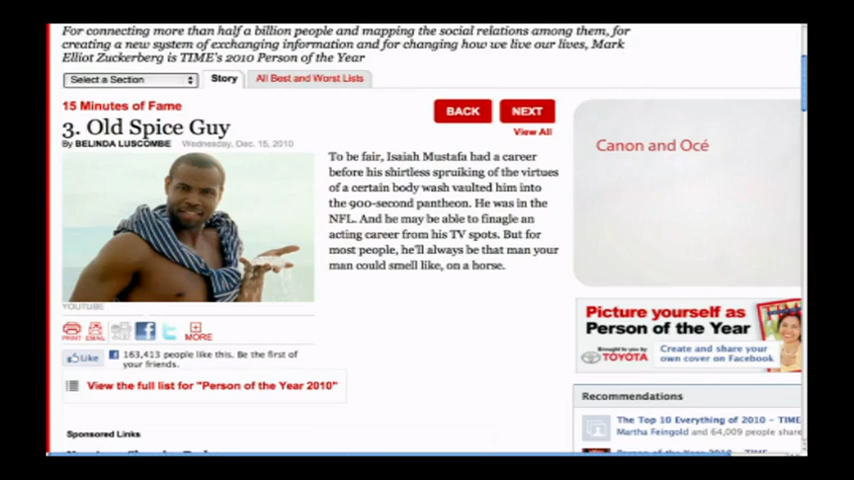 For connecting more than half a billion people and mapping the social relations among them, for
creating a new system of exchanging information and for changing how we live our lives, Mark
Elliot Zuckerberg is TIME's 2010 Person of the Year
Select a Section
Story
All Best and Worst Lists
15 Minutes of Fame
BACK
NEXT
View All
3. Old Spice Guy
By BELINDA LUSCOMBE Wednesday, Dec. 15, 2010
To be fair, Isaiah Mustafa had a career
before his shirtless spruiking of the virtues
of a certain body wash vaulted him into
the 900-second pantheon. He was in the
NFL. And he may be able to finagle an
acting career from his TV spots. But for
most people, he'll always be that man your
man could smell like, on a horse.
YOUTUBE
PRINT
EMAIL
MORE
Like
163,413 people like this. Be the first of
your friends.
View the full list for "Person of the Year 2010"
Sponsored Links
Canon and Océ
Picture yourself as
Person of the Year
Brought to you by
TOYOTA
Create and share your
own cover on Facebook
Recommendations
The Top 10 Everything of 2010 - TIME
Martha Feingold and 64,009 people share